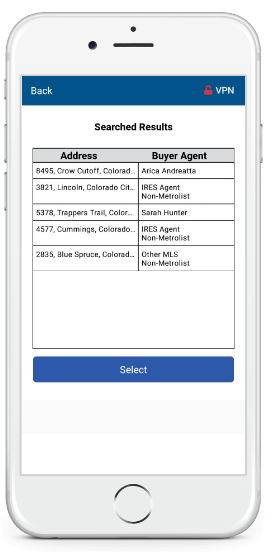 Back VPN
Searched Results
Address Buyer Agent
8495, Crow Cutoff, Colorad... Arica Andreatta
3821, Lincoln, Colorado Cit... IRES Agent
Non-Metrolist
5378, Trappers Trail, Color... Sarah Hunter
4577, Cummings, Colorado... IRES Agent
Non-Metrolist
2835, Blue Spruce, Colorad... Other MLS
Non-Metrolist
Select